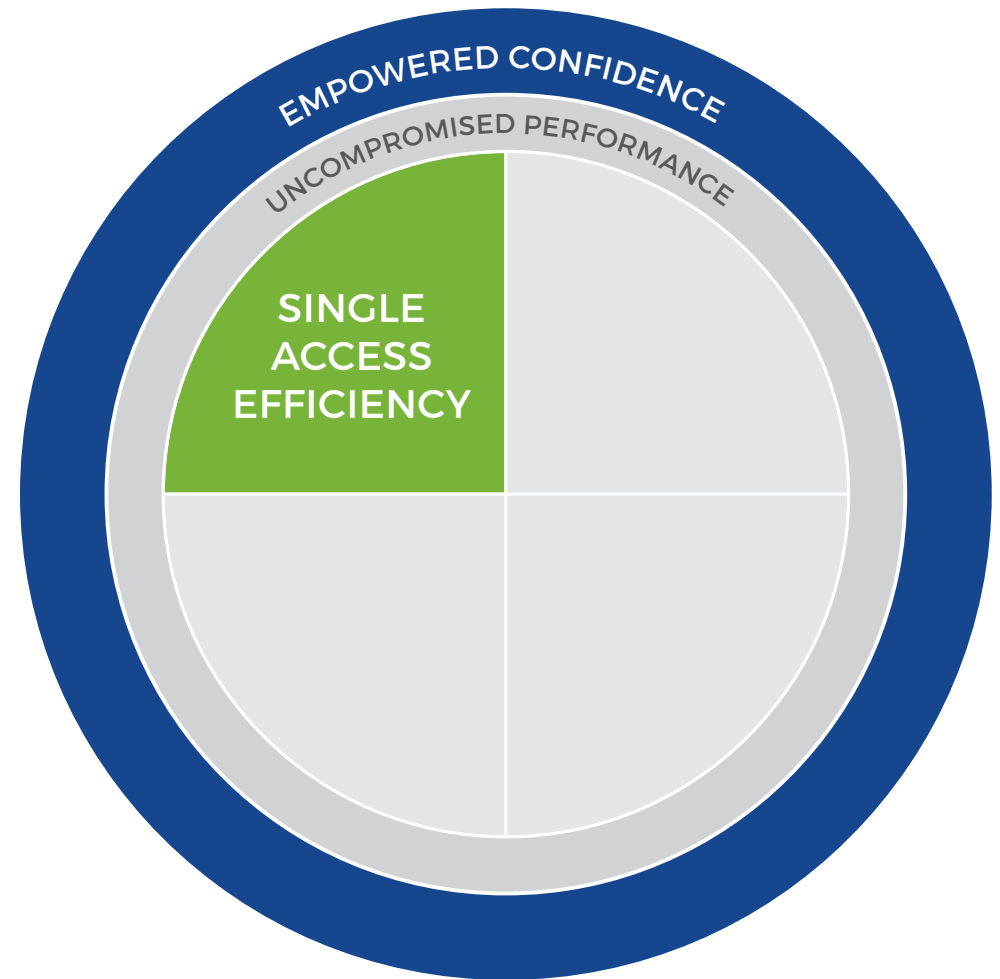 EMPOWERED CONFIDENCE
UNCOMPROMISED PERFORMANCE
SINGLE
ACCESS
EFFICIENCY